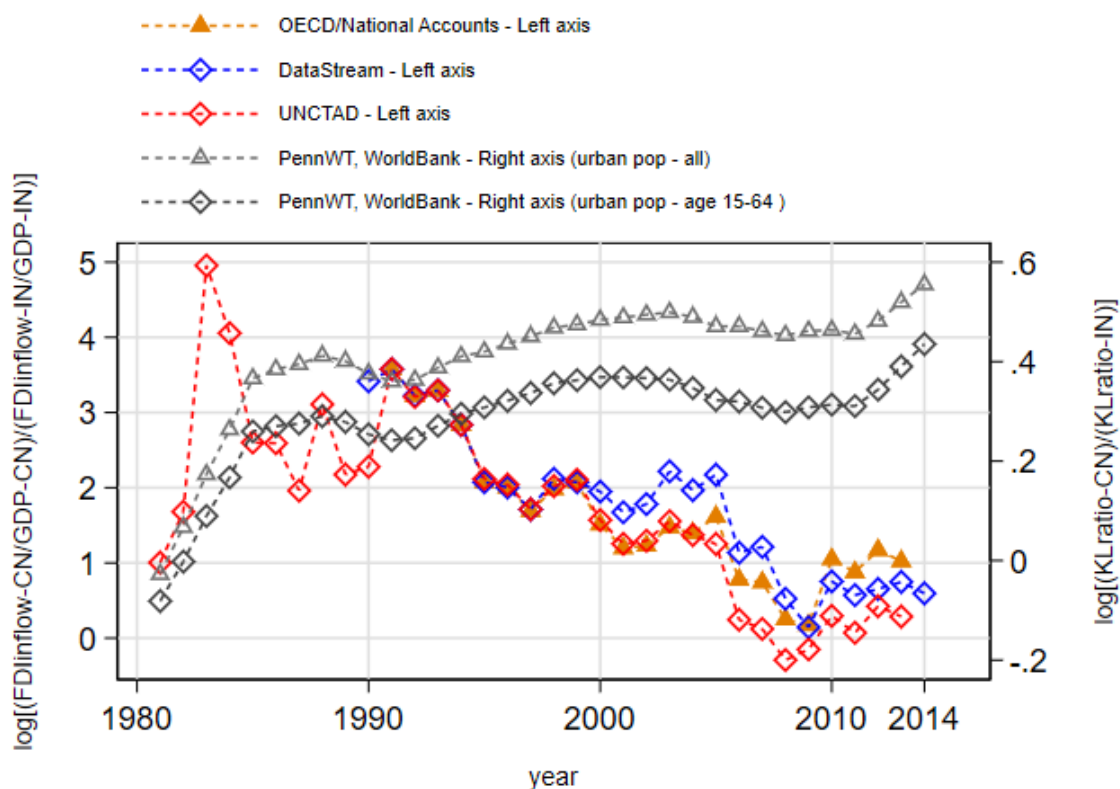 OECD/National Accounts - Left axis
DataStream - Left axis
UNCTAD - Left axis
PennWT, WorldBank - Right axis (urban pop - all)
PennWT, WorldBank - Right axis (urban pop - age 15-64 )
log[(FDIinflow-CN/GDP-CN)/(FDIinflow-IN/GDP-IN)]
5
4
3
2
1
0
.6
.4
.2
0
-.2
log[(KLratio-CN)/(KLratio-IN)]
1980
1990
2000
2010
2014
year